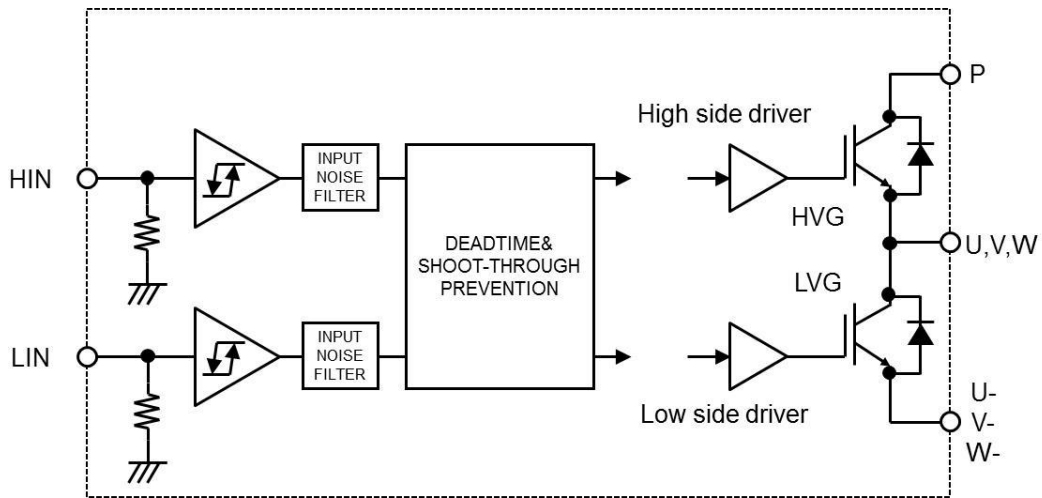 P
High side driver
HIN
INPUT
NOISE
FILTER
HVG
DEADTIME&
SHOOT-THROUGH
PREVENTION
U,V,W
LVG
LIN
INPUT
NOISE
FILTER
Low side driver
U-
V-
W-